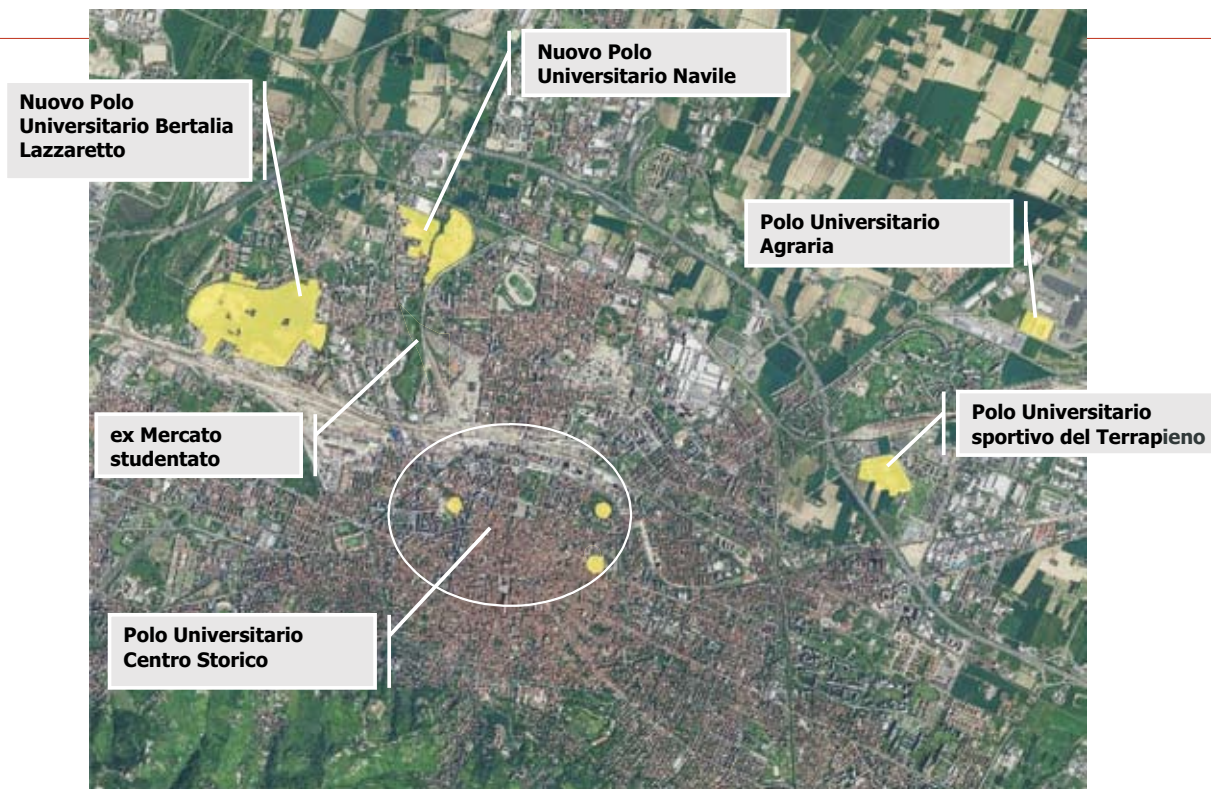 Nuovo Polo
Universitario Navile
Nuovo Polo
Universitario Bertalia
Lazzaretto
Polo Universitario
Agraria
Polo Universitario
sportivo del Terrapieno
ex Mercato
studentato
Polo Universitario
Centro Storico